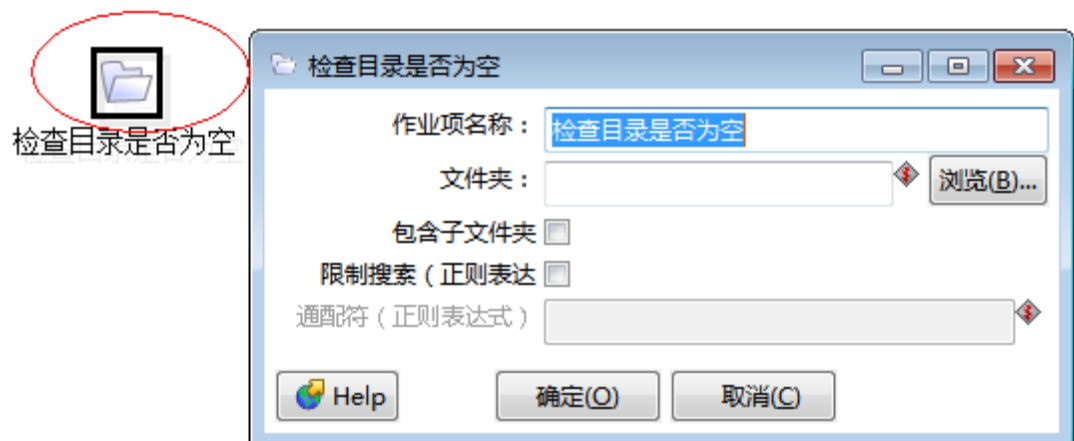 检查目录是否为空
检查目录是否为空
作业项名称：检查目录是否为空
文件夹： 浏览(B)...
包含子文件夹
限制搜索（正则表达
通配符（正则表达式）
Help 确定(O) 取消(C)